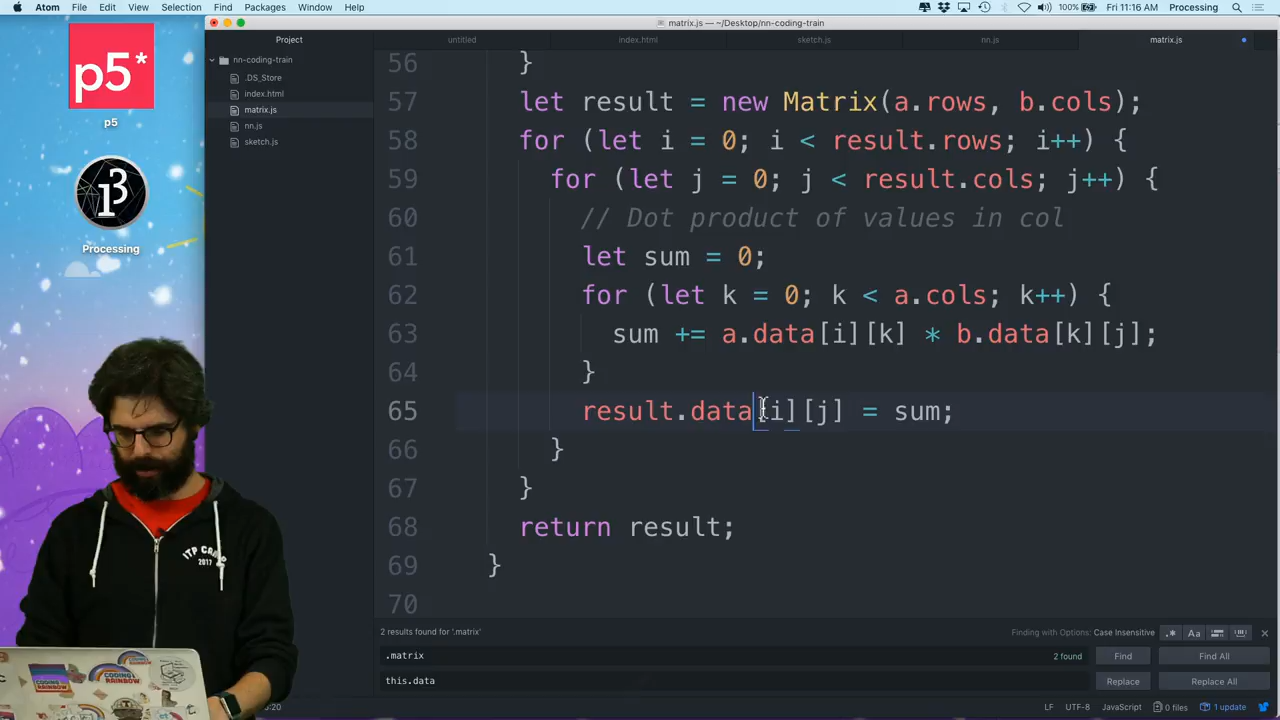 Atom File Edit View Selection Find Packages Window Help
100% Fri 11:16 AM Processing
matrix.js — ~/Desktop/nn-coding-train
Project
untitled index.html sketch.js nn.js matrix.js
nn-coding-train
.DS_Store
index.html
matrix.js
nn.js
sketch.js
p5*
p5
Processing
56 }
57 let result = new Matrix(a.rows, b.cols);
58 for (let i = 0; i < result.rows; i++) {
59 for (let j = 0; j < result.cols; j++) {
60 // Dot product of values in col
61 let sum = 0;
62 for (let k = 0; k < a.cols; k++) {
63 sum += a.data[i][k] * b.data[k][j];
64 }
65 result.data[i][j] = sum;
66 }
67 }
68 return result;
69 }
70
2 results found for '.matrix'
Finding with Options: Case Insensitive
.* Aa
.matrix 2 found Find Find All
this.data Replace Replace All
LF UTF-8 JavaScript 0 files 1 update
ITP CAMP
2017
CODING RAINBOW